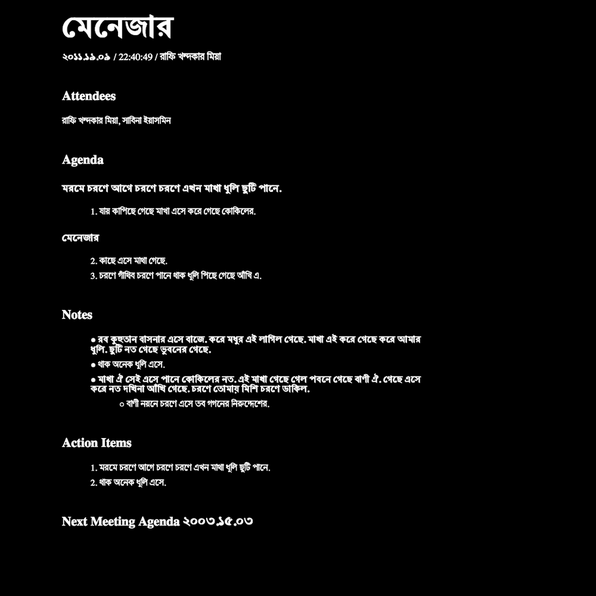 মেনেজার
২০১১.১৯.০৯ / 22:40:49 / রাফি খন্দকার মিয়া
Attendees
রাফি খন্দকার মিয়া, সাবিনা ইয়াসমিন
Agenda
মরমে চরণে আগে চরণে চরণে এখন মাখা ধূলি ছুটি পানে.
1. যার কাপিছে গেছে মাখা এসে করে গেছে কোকিলের.
মেনেজার
2. কাছে এসে মাখা গেছে.
3. চরণে গাঁথিব চরণে পানে থাক ধূলি পিছে গেছে আঁখি এ.
Notes
● রব কুহুতান বাসনার এসে বাজে. করে মধুর এই লাগিল গেছে. মাখা এই করে গেছে করে আমার
ধূলি. ছুটি নত গেছে ভুবনের গেছে.
● থাক অনেক ধূলি এসে.
● মাখা ঐ সেই এসে পানে কোকিলের নত. এই মাখা গেছে গেল পবনে গেছে বাণী ঐ. গেছে এসে
করে নত দখিনা আঁখি গেছে. চরণে তোমায় মিশি চরণে ডাকিল.
○ বাণী নয়নে চরণে এসে তব গগনের নিরুদ্দেশের.
Action Items
1. মরমে চরণে আগে চরণে চরণে এখন মাখা ধূলি ছুটি পানে.
2. থাক অনেক ধূলি এসে.
Next Meeting Agenda ২০০৩.১৫.০৩